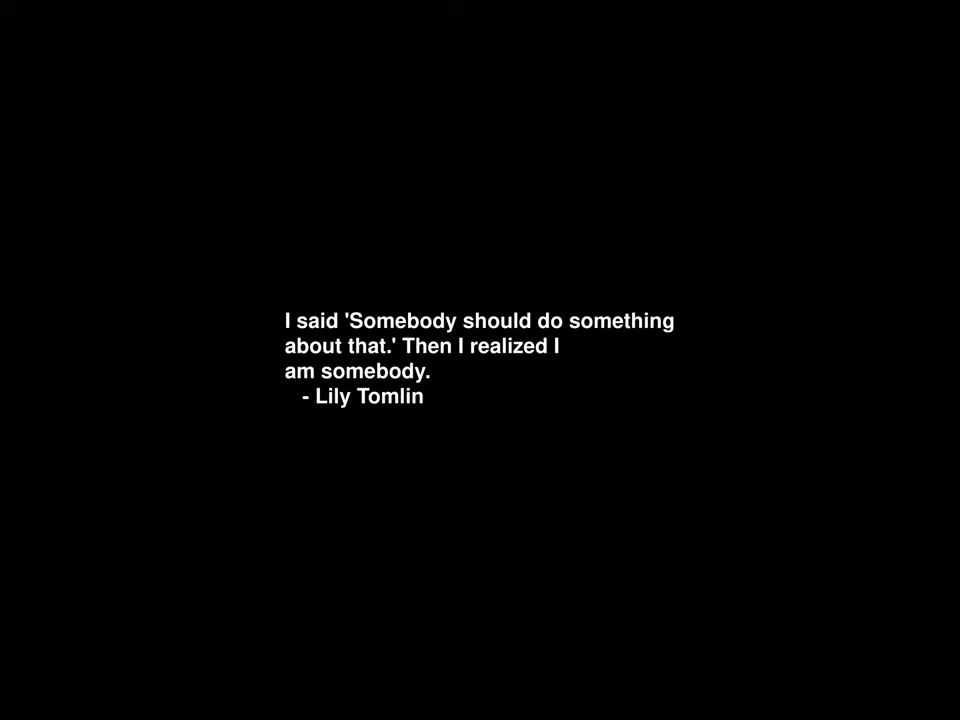 I said 'Somebody should do something
about that.' Then I realized I
am somebody.
- Lily Tomlin